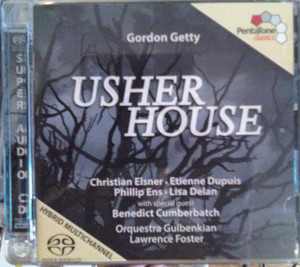 Gordon Getty
PENTATONE
classics
USHER
HOUSE
Christian Elsner · Etienne Dupuis
Phillip Ens · Lisa Delan
with special guest
Benedict Cumberbatch
Orquestra Gulbenkian
Lawrence Foster
HYBRID MULTICHANNEL
SUPER AUDIO CD